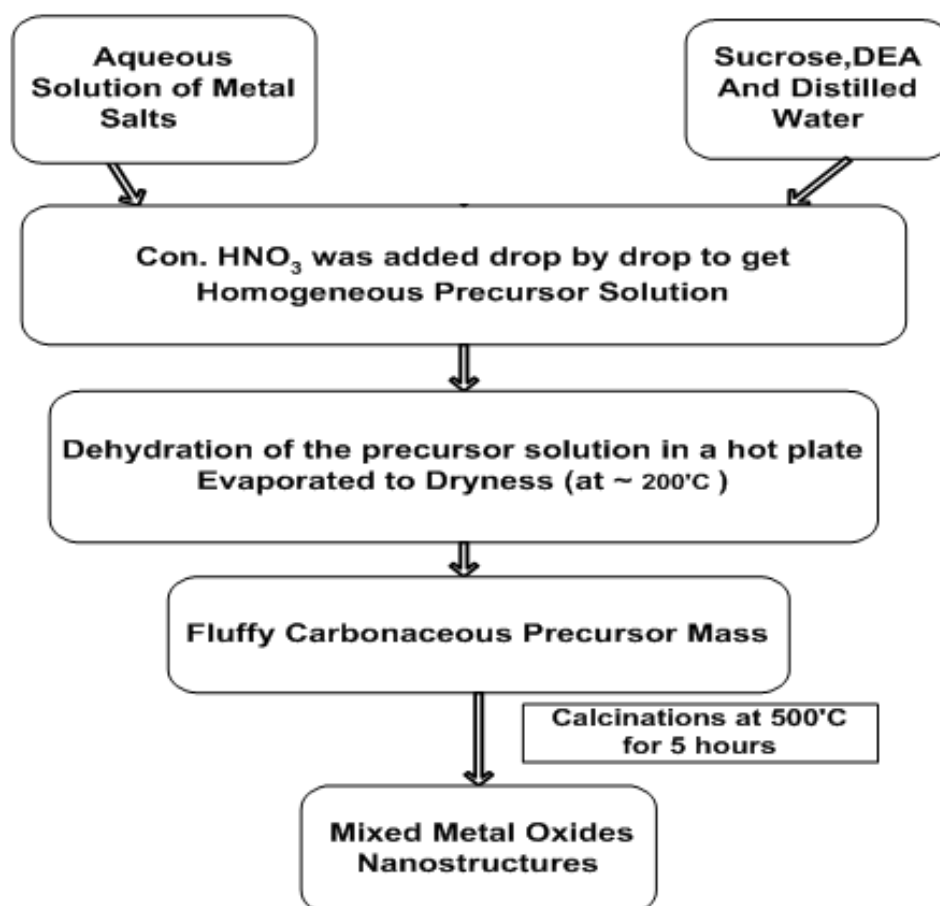 Aqueous
Solution of Metal
Salts
Sucrose,DEA
And Distilled
Water
Con. HNO₃ was added drop by drop to get
Homogeneous Precursor Solution
Dehydration of the precursor solution in a hot plate
Evaporated to Dryness (at ~ 200'C )
Fluffy Carbonaceous Precursor Mass
Calcinations at 500'C
for 5 hours
Mixed Metal Oxides
Nanostructures